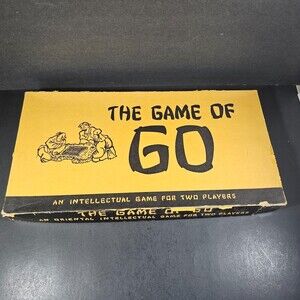 THE GAME OF
GO
AN INTELLECTUAL GAME FOR TWO PLAYERS
THE GAME OF GO
AN ORIENTAL INTELLECTUAL GAME FOR TWO PLAYERS